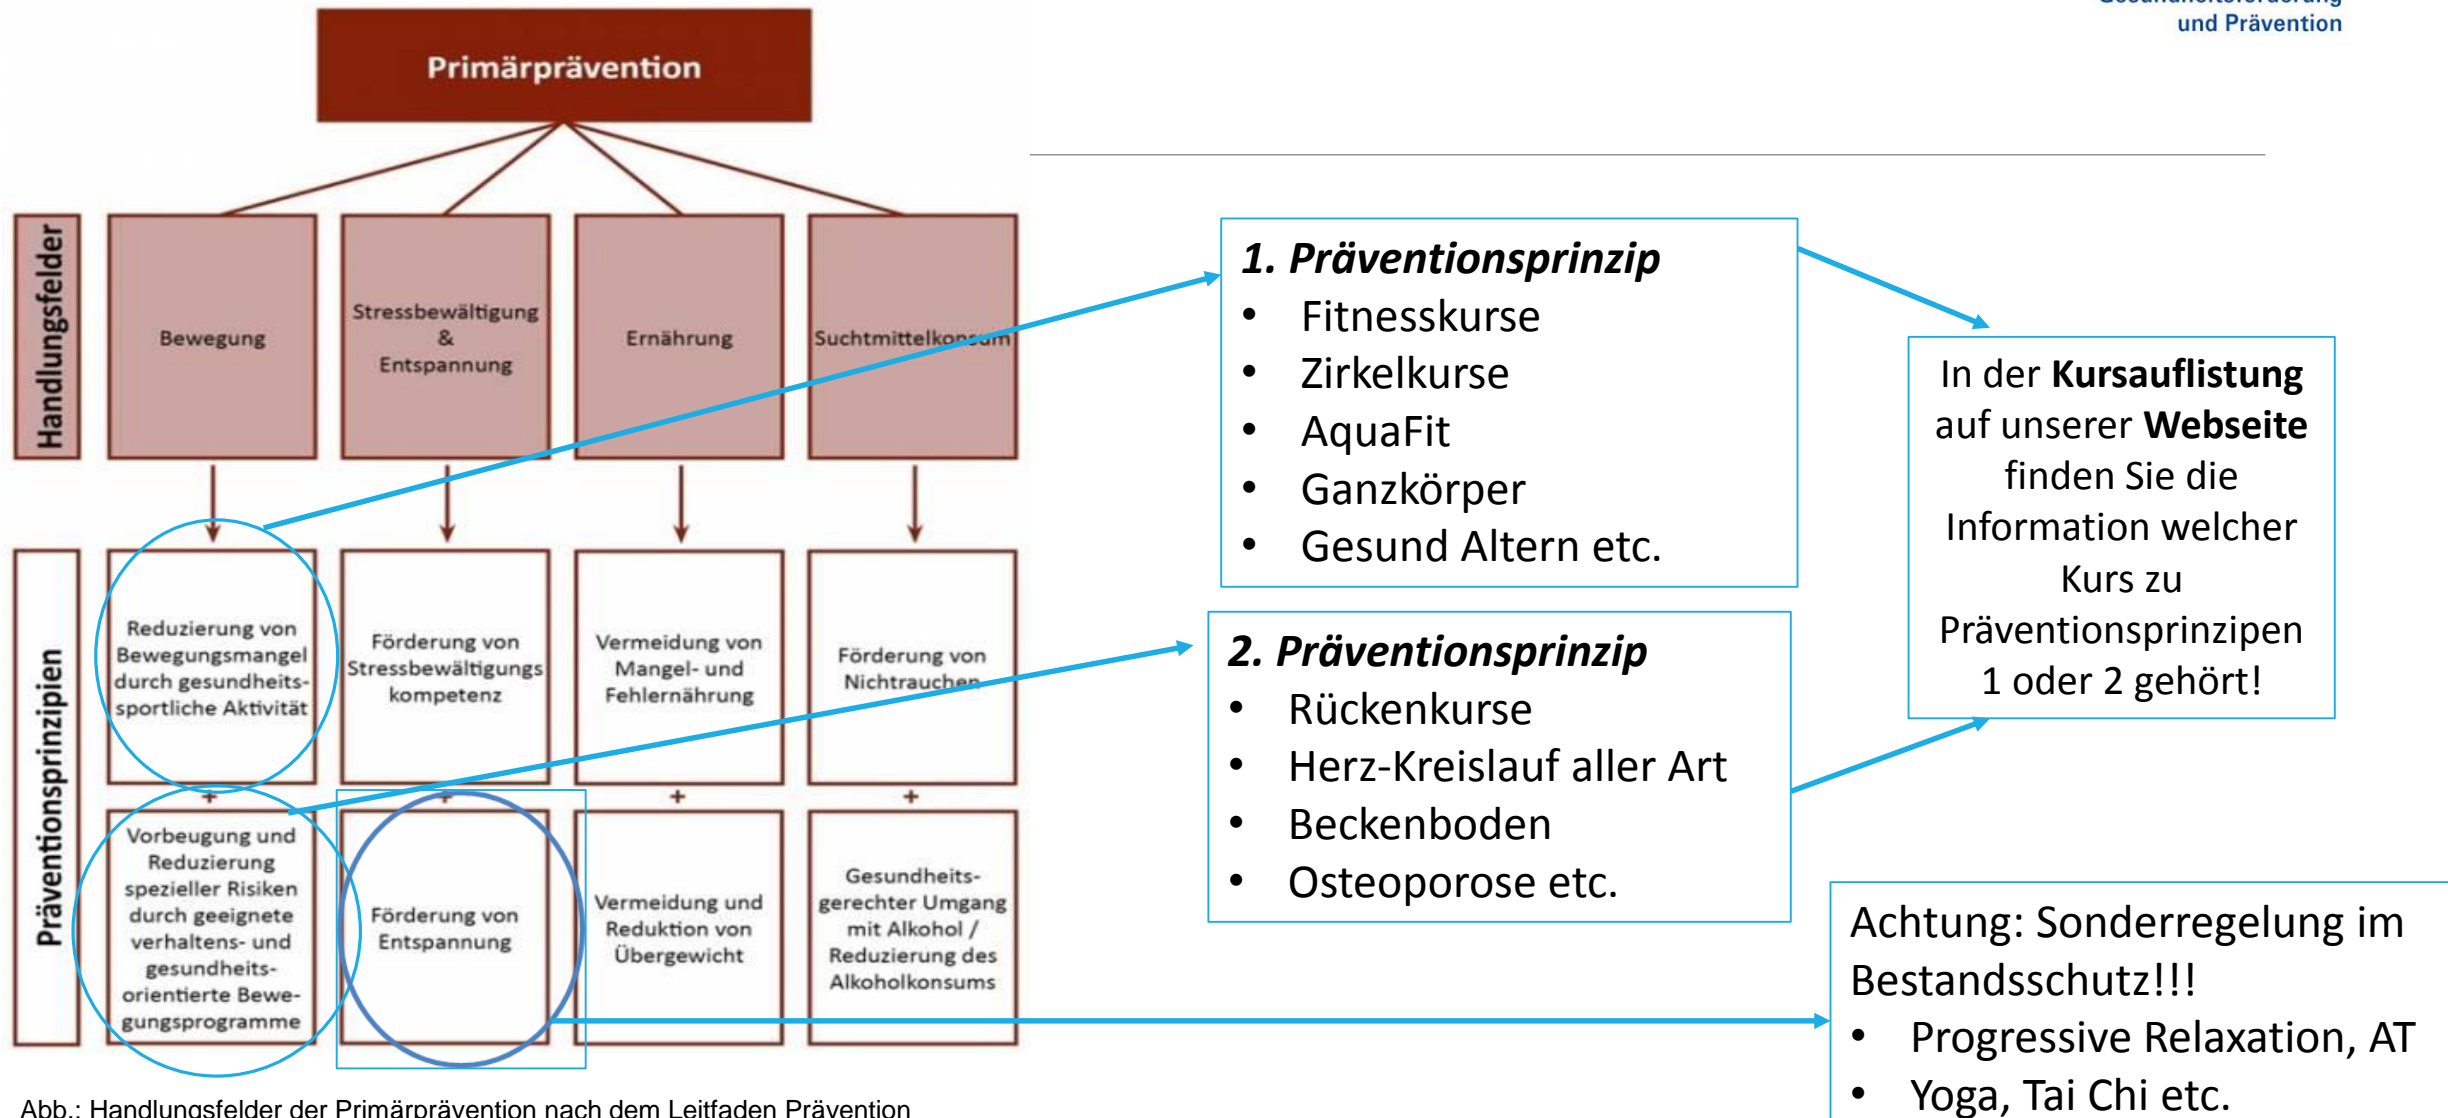 Gesundheitsförderung
und Prävention
Primärprävention
Handlungsfelder
Bewegung
Stressbewältigung
&
Entspannung
Ernährung
Suchtmittelkonsum
Präventionsprinzipien
Reduzierung von
Bewegungsmangel
durch gesundheits-
sportliche Aktivität
Förderung von
Stressbewältigungs
kompetenz
Vermeidung von
Mangel- und
Fehlernährung
Förderung von
Nichtrauchen
+
+
+
+
Vorbeugung und
Reduzierung
spezieller Risiken
durch geeignete
verhaltens- und
gesundheits-
orientierte Bewe-
gungsprogramme
Förderung von
Entspannung
Vermeidung und
Reduktion von
Übergewicht
Gesundheits-
gerechter Umgang
mit Alkohol /
Reduzierung des
Alkoholkonsums
Abb.: Handlungsfelder der Primärprävention nach dem Leitfaden Prävention
1. Präventionsprinzip
• Fitnesskurse
• Zirkelkurse
• AquaFit
• Ganzkörper
• Gesund Altern etc.
2. Präventionsprinzip
• Rückenkurse
• Herz-Kreislauf aller Art
• Beckenboden
• Osteoporose etc.
In der Kursauflistung
auf unserer Webseite
finden Sie die
Information welcher
Kurs zu
Präventionsprinzipen
1 oder 2 gehört!
Achtung: Sonderregelung im
Bestandsschutz!!!
• Progressive Relaxation, AT
• Yoga, Tai Chi etc.